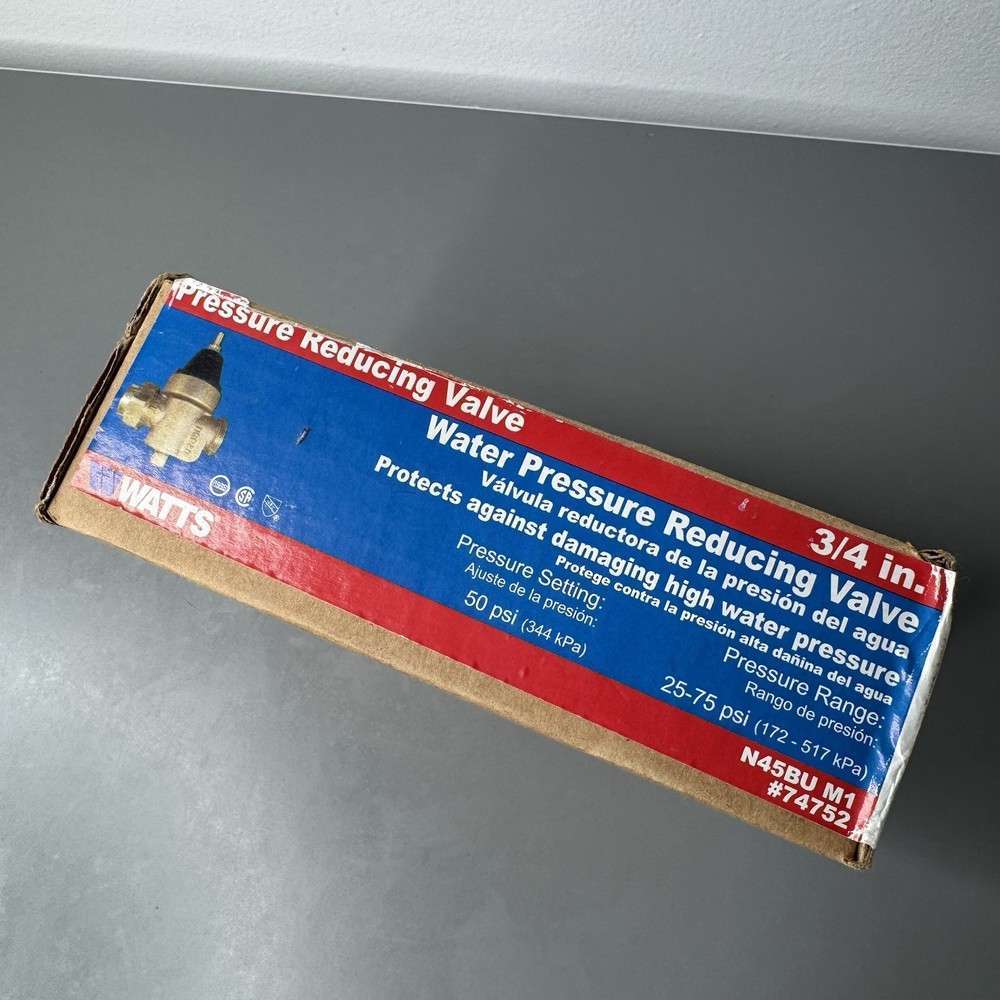 Pressure Reducing Valve
3/4 in.
Water Pressure Reducing Valve
Válvula reductora de la presión del agua
Protects against damaging high water pressure
Protege contra la presión alta dañina del agua
Pressure Setting:
Ajuste de la presión:
50 psi (344 kPa)
Pressure Range:
Rango de presión:
25-75 psi (172 - 517 kPa)
WATTS
N45BU M1
#74752